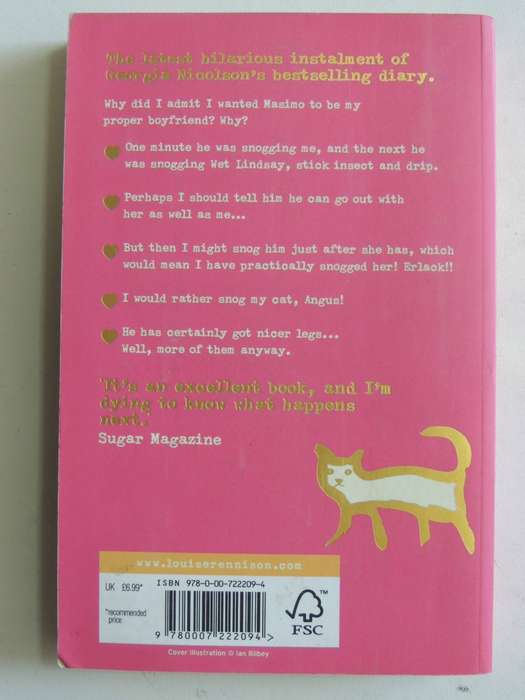 The latest hilarious instalment of
Georgia Nicolson's bestselling diary.
Why did I admit I wanted Masimo to be my
proper boyfriend? Why?
One minute he was snogging me, and the next he
was snogging Wet Lindsay, stick insect and drip.
Perhaps I should tell him he can go out with
her as well as me...
But then I might snog him just after she has, which
would mean I have practically snogged her! Erlack!!
I would rather snog my cat, Angus!
He has certainly got nicer legs...
Well, more of them anyway.
'It's an excellent book, and I'm
dying to know what happens
next.'
Sugar Magazine
www.louiserennison.com
UK £6.99*
*recommended
price
ISBN 978-0-00-722209-4
9 780007 222094 >
FSC
™
Cover illustration © Ian Bilbey